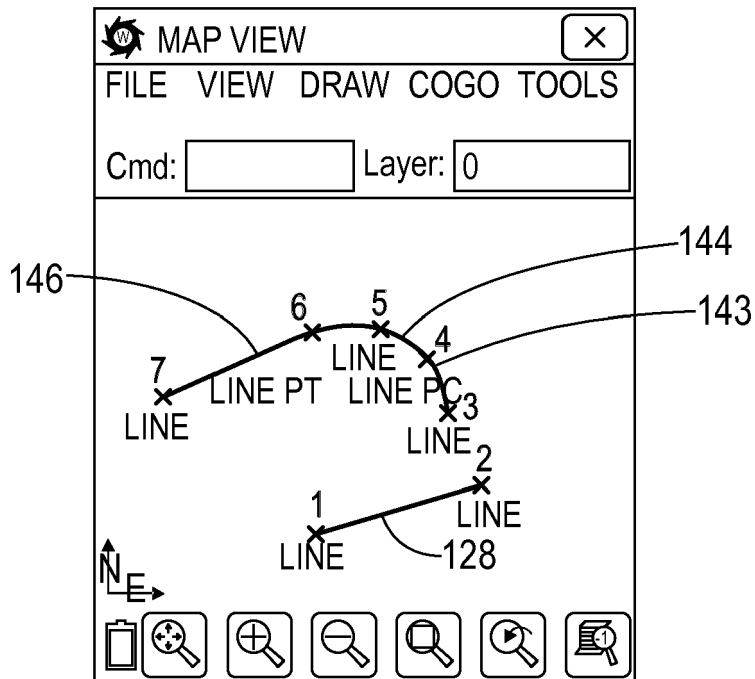 W MAP VIEW ×
FILE VIEW DRAW COGO TOOLS
Cmd: Layer: 0
144
146
143
6 5
4
LINE
7
LINE PT LINE PC
3
LINE
LINE
2
1
LINE
LINE
128
N
E
-1